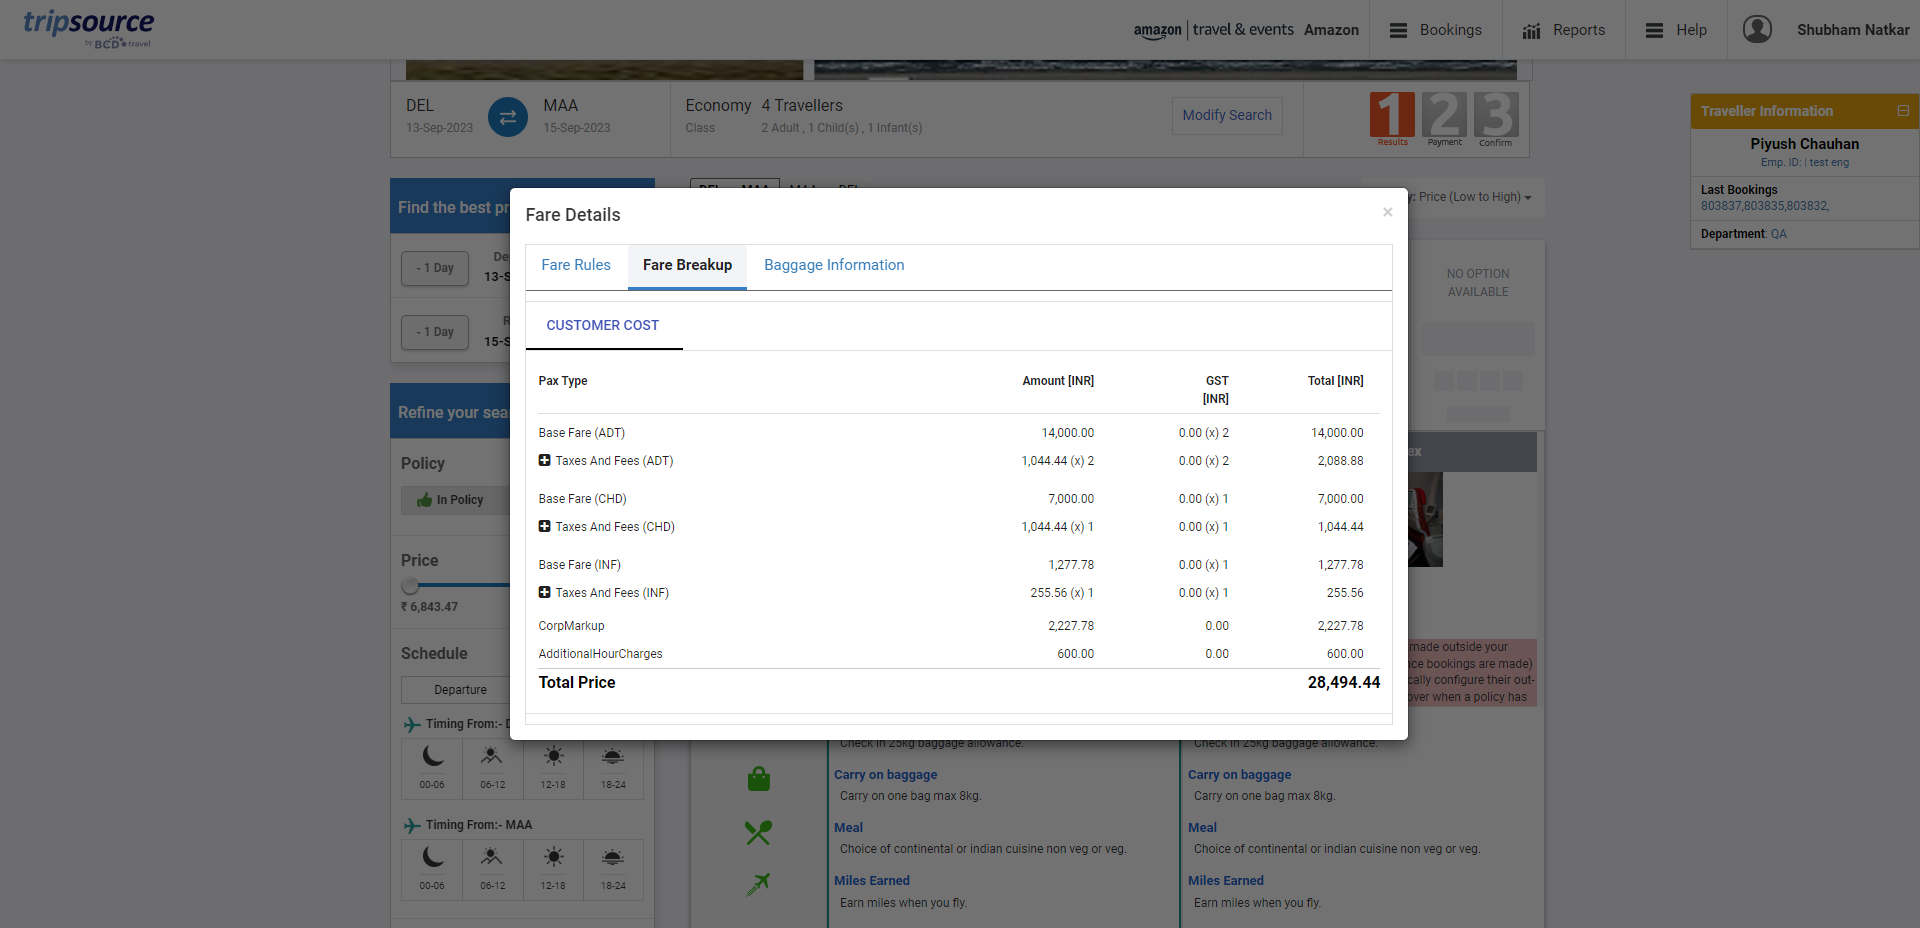 tripsource
by BCD travel
amazon | travel & events Amazon
Bookings
Reports
Help
Shubham Natkar
DEL
13-Sep-2023
MAA
15-Sep-2023
Economy 4 Travellers
Class 2 Adult , 1 Child(s) , 1 Infant(s)
Modify Search
1 2 3
Results Payment Confirm
Traveller Information
Piyush Chauhan
Emp. ID: | test eng
Last Bookings
803837,803835,803832,
Department: QA
Find the best pr
Price (Low to High)
- 1 Day
13-S
- 1 Day
15-S
NO OPTION
AVAILABLE
Refine your sea
Policy
In Policy
Price
₹ 6,843.47
Schedule
Departure
Timing From:- D
00-06 06-12 12-18 18-24
Timing From:- MAA
00-06 06-12 12-18 18-24
Fare Details
×
Fare Rules Fare Breakup Baggage Information
CUSTOMER COST
Pax Type Amount [INR] GST [INR] Total [INR]
Base Fare (ADT) 14,000.00 0.00 (x) 2 14,000.00
Taxes And Fees (ADT) 1,044.44 (x) 2 0.00 (x) 2 2,088.88
Base Fare (CHD) 7,000.00 0.00 (x) 1 7,000.00
Taxes And Fees (CHD) 1,044.44 (x) 1 0.00 (x) 1 1,044.44
Base Fare (INF) 1,277.78 0.00 (x) 1 1,277.78
Taxes And Fees (INF) 255.56 (x) 1 0.00 (x) 1 255.56
CorpMarkup 2,227.78 0.00 2,227.78
AdditionalHourCharges 600.00 0.00 600.00
Total Price 28,494.44
ex
made outside your
nce bookings are made)
cally configure their out-
over when a policy has
Check in 25kg baggage allowance. Check in 25kg baggage allowance.
Carry on baggage Carry on baggage
Carry on one bag max 8kg. Carry on one bag max 8kg.
Meal Meal
Choice of continental or indian cuisine non veg or veg. Choice of continental or indian cuisine non veg or veg.
Miles Earned Miles Earned
Earn miles when you fly. Earn miles when you fly.